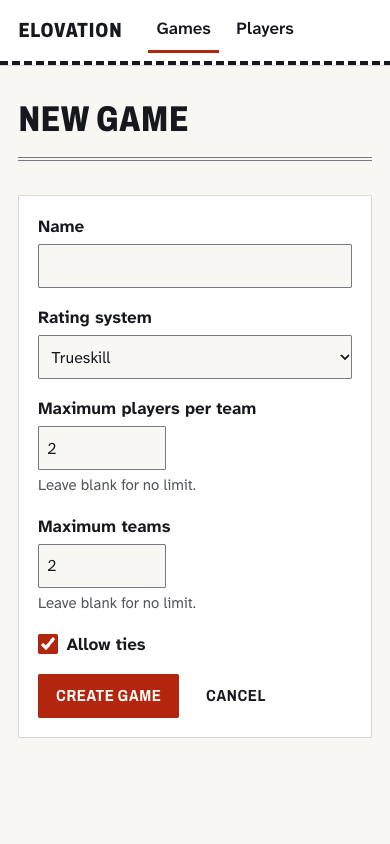 ELOVATION Games Players
NEW GAME
Name
Rating system
Trueskill
Maximum players per team
2
Leave blank for no limit.
Maximum teams
2
Leave blank for no limit.
Allow ties
CREATE GAME CANCEL